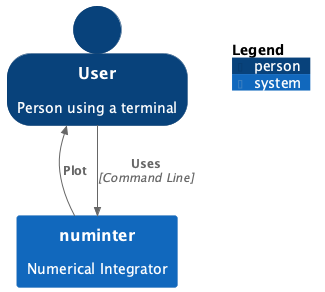 User
Person using a terminal
Legend
person
system
Plot
Uses
[Command Line]
numinter
Numerical Integrator